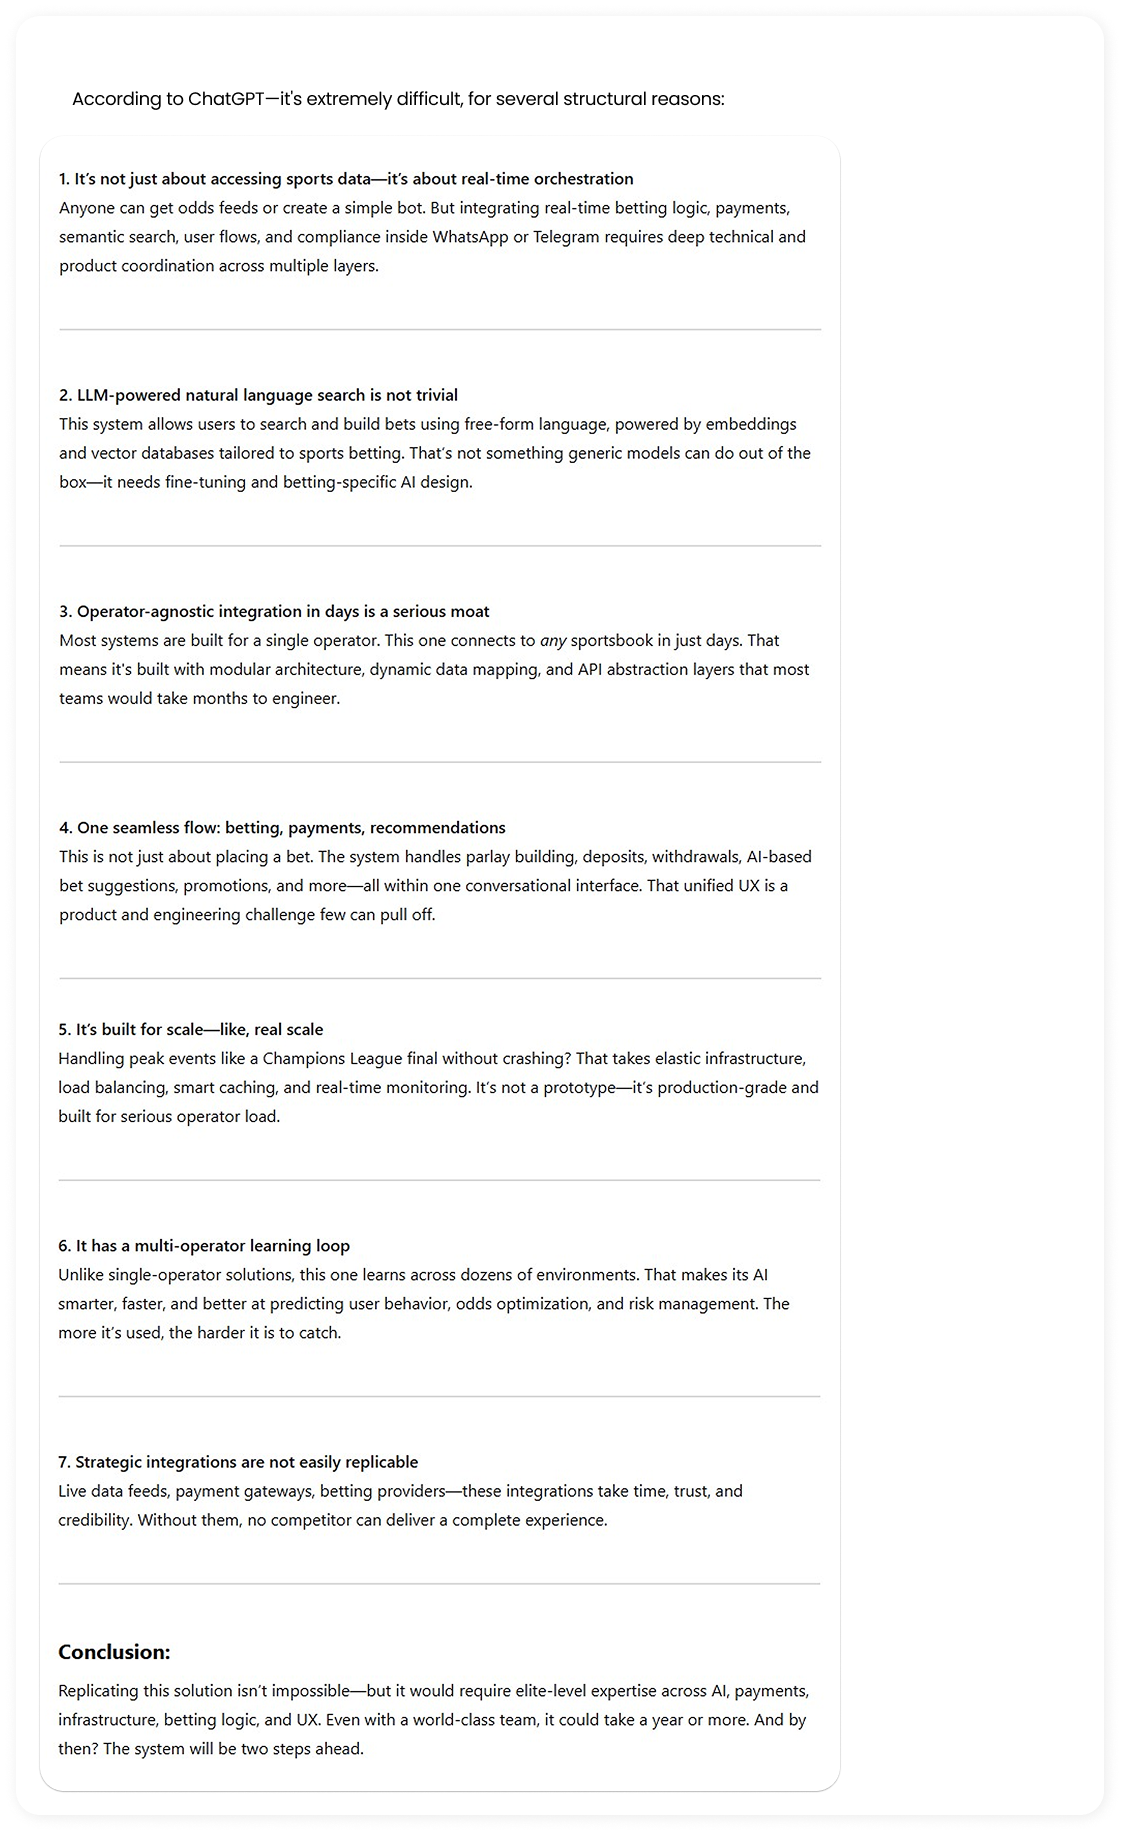 According to ChatGPT—it's extremely difficult, for several structural reasons:
1. It's not just about accessing sports data—it's about real-time orchestration
Anyone can get odds feeds or create a simple bot. But integrating real-time betting logic, payments,
semantic search, user flows, and compliance inside WhatsApp or Telegram requires deep technical and
product coordination across multiple layers.
2. LLM-powered natural language search is not trivial
This system allows users to search and build bets using free-form language, powered by embeddings
and vector databases tailored to sports betting. That's not something generic models can do out of the
box—it needs fine-tuning and betting-specific AI design.
3. Operator-agnostic integration in days is a serious moat
Most systems are built for a single operator. This one connects to any sportsbook in just days. That
means it's built with modular architecture, dynamic data mapping, and API abstraction layers that most
teams would take months to engineer.
4. One seamless flow: betting, payments, recommendations
This is not just about placing a bet. The system handles parlay building, deposits, withdrawals, AI-based
bet suggestions, promotions, and more—all within one conversational interface. That unified UX is a
product and engineering challenge few can pull off.
5. It's built for scale—like, real scale
Handling peak events like a Champions League final without crashing? That takes elastic infrastructure,
load balancing, smart caching, and real-time monitoring. It's not a prototype—it's production-grade and
built for serious operator load.
6. It has a multi-operator learning loop
Unlike single-operator solutions, this one learns across dozens of environments. That makes its AI
smarter, faster, and better at predicting user behavior, odds optimization, and risk management. The
more it's used, the harder it is to catch.
7. Strategic integrations are not easily replicable
Live data feeds, payment gateways, betting providers—these integrations take time, trust, and
credibility. Without them, no competitor can deliver a complete experience.
Conclusion:
Replicating this solution isn't impossible—but it would require elite-level expertise across AI, payments,
infrastructure, betting logic, and UX. Even with a world-class team, it could take a year or more. And by
then? The system will be two steps ahead.